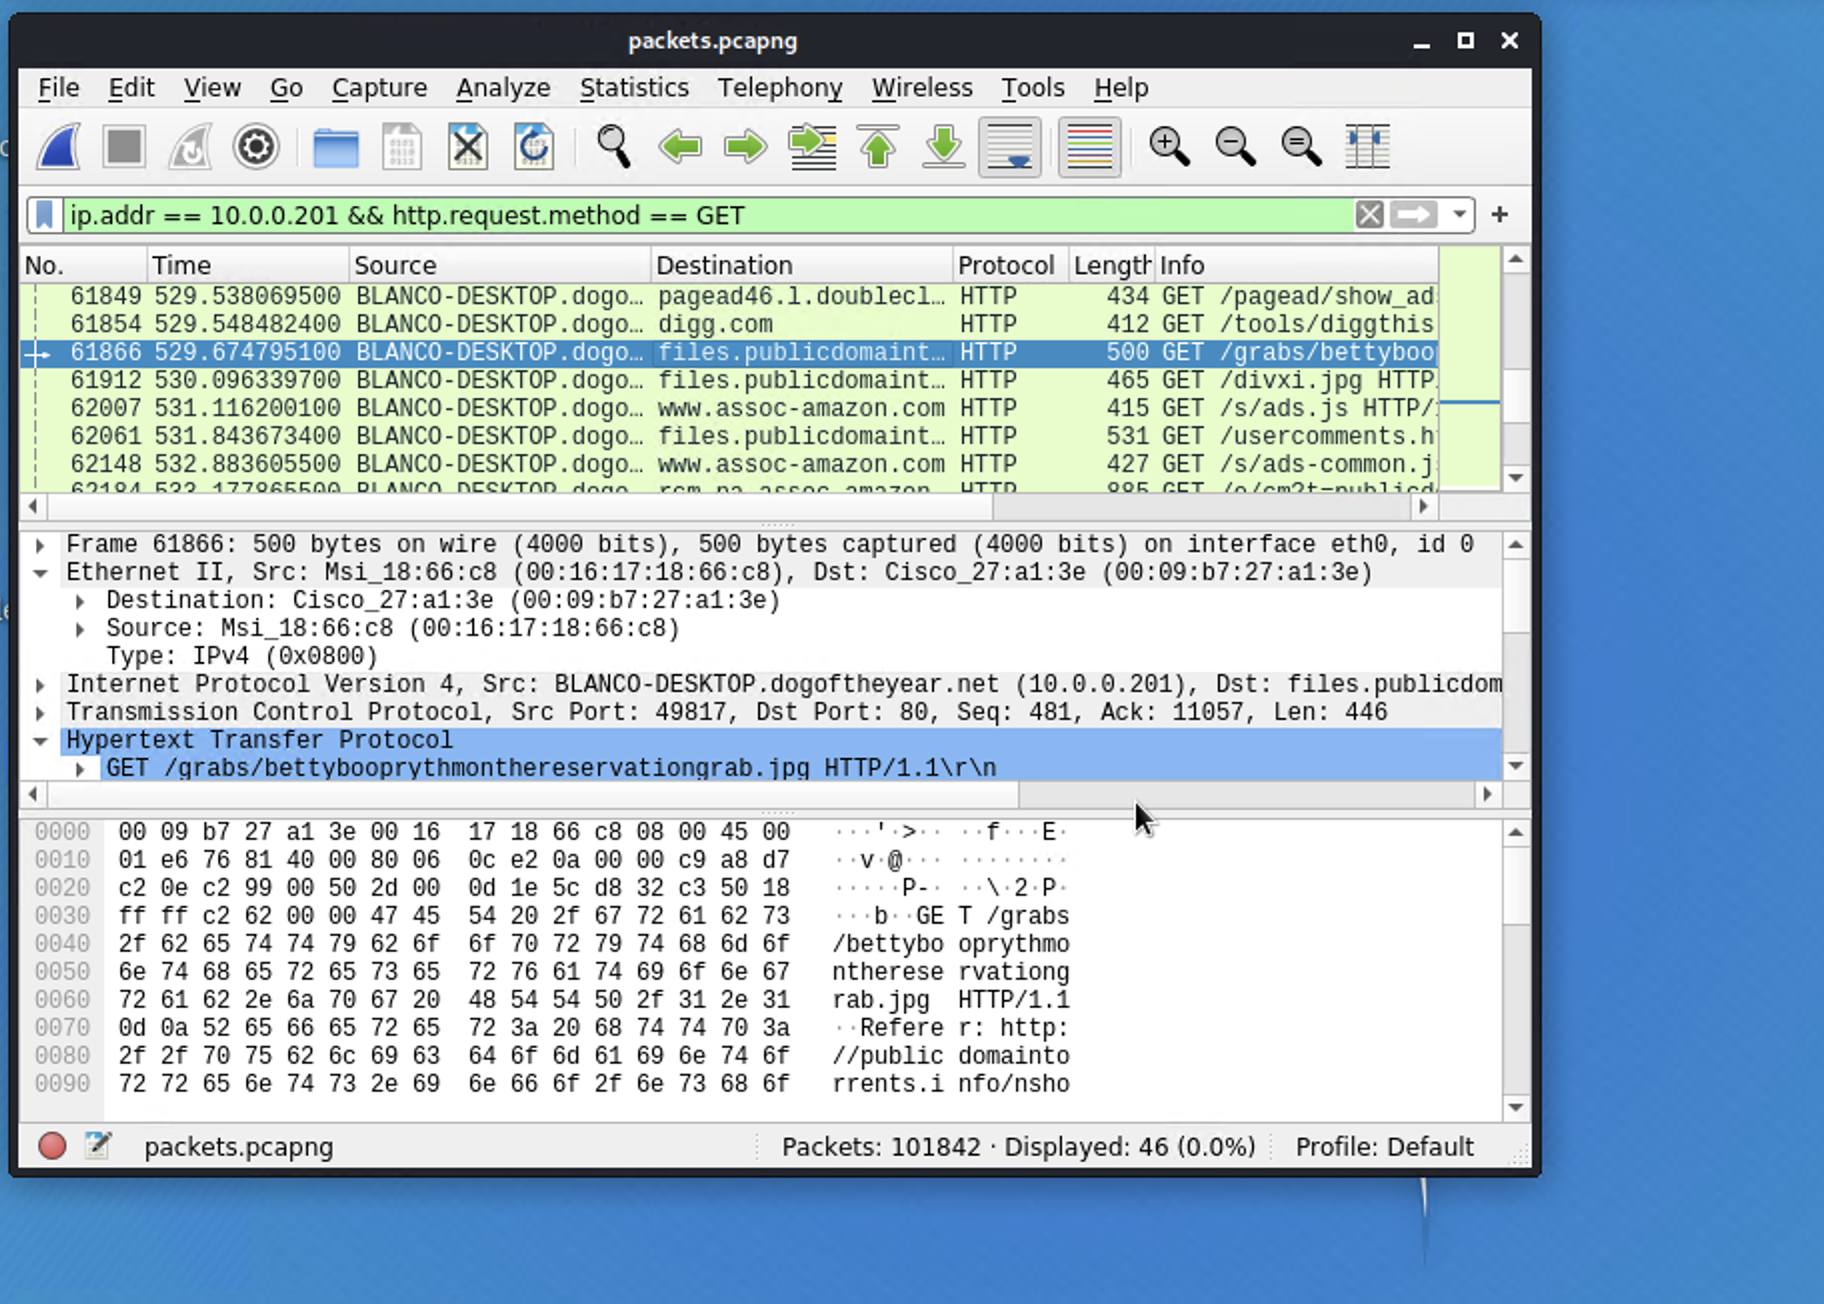 packets.pcapng
File Edit View Go Capture Analyze Statistics Telephony Wireless Tools Help
ip.addr == 10.0.0.201 && http.request.method == GET
No. Time Source Destination Protocol Length Info
61849 529.538069500 BLANCO-DESKTOP.dogo… pagead46.l.doublecl… HTTP 434 GET /pagead/show_ad
61854 529.548482400 BLANCO-DESKTOP.dogo… digg.com HTTP 412 GET /tools/diggthis
61866 529.674795100 BLANCO-DESKTOP.dogo… files.publicdomaint… HTTP 500 GET /grabs/bettyboo
61912 530.096339700 BLANCO-DESKTOP.dogo… files.publicdomaint… HTTP 465 GET /divxi.jpg HTTP
62007 531.116200100 BLANCO-DESKTOP.dogo… www.assoc-amazon.com HTTP 415 GET /s/ads.js HTTP/
62061 531.843673400 BLANCO-DESKTOP.dogo… files.publicdomaint… HTTP 531 GET /usercomments.h
62148 532.883605500 BLANCO-DESKTOP.dogo… www.assoc-amazon.com HTTP 427 GET /s/ads-common.j
62184 533.177865500 BLANCO-DESKTOP.dogo… rcm-na.assoc-amazon… HTTP 885 GET
Frame 61866: 500 bytes on wire (4000 bits), 500 bytes captured (4000 bits) on interface eth0, id 0
Ethernet II, Src: Msi_18:66:c8 (00:16:17:18:66:c8), Dst: Cisco_27:a1:3e (00:09:b7:27:a1:3e)
Destination: Cisco_27:a1:3e (00:09:b7:27:a1:3e)
Source: Msi_18:66:c8 (00:16:17:18:66:c8)
Type: IPv4 (0x0800)
Internet Protocol Version 4, Src: BLANCO-DESKTOP.dogoftheyear.net (10.0.0.201), Dst: files.publicdom
Transmission Control Protocol, Src Port: 49817, Dst Port: 80, Seq: 481, Ack: 11057, Len: 446
Hypertext Transfer Protocol
GET /grabs/bettybooprythmonthereservationgrab.jpg HTTP/1.1\r\n
0000 00 09 b7 27 a1 3e 00 16 17 18 66 c8 08 00 45 00 ···'·>·· ··f···E·
0010 01 e6 76 81 40 00 80 06 0c e2 0a 00 00 c9 a8 d7 ··v·@··· ········
0020 c2 0e c2 99 00 50 2d 00 0d 1e 5c d8 32 c3 50 18 ·····P-· ··\·2·P·
0030 ff ff c2 62 00 00 47 45 54 20 2f 67 72 61 62 73 ···b··GE T /grabs
0040 2f 62 65 74 74 79 62 6f 6f 70 72 79 74 68 6d 6f /bettybo oprythmo
0050 6e 74 68 65 72 65 73 65 72 76 61 74 69 6f 6e 67 ntherese rvationg
0060 72 61 62 2e 6a 70 67 20 48 54 54 50 2f 31 2e 31 rab.jpg HTTP/1.1
0070 0d 0a 52 65 66 65 72 65 72 3a 20 68 74 74 70 3a ··Refere r: http:
0080 2f 2f 70 75 62 6c 69 63 64 6f 6d 61 69 6e 74 6f //public domainto
0090 72 72 65 6e 74 73 2e 69 6e 66 6f 2f 6e 73 68 6f rrents.i nfo/nsho
packets.pcapng Packets: 101842 · Displayed: 46 (0.0%) Profile: Default